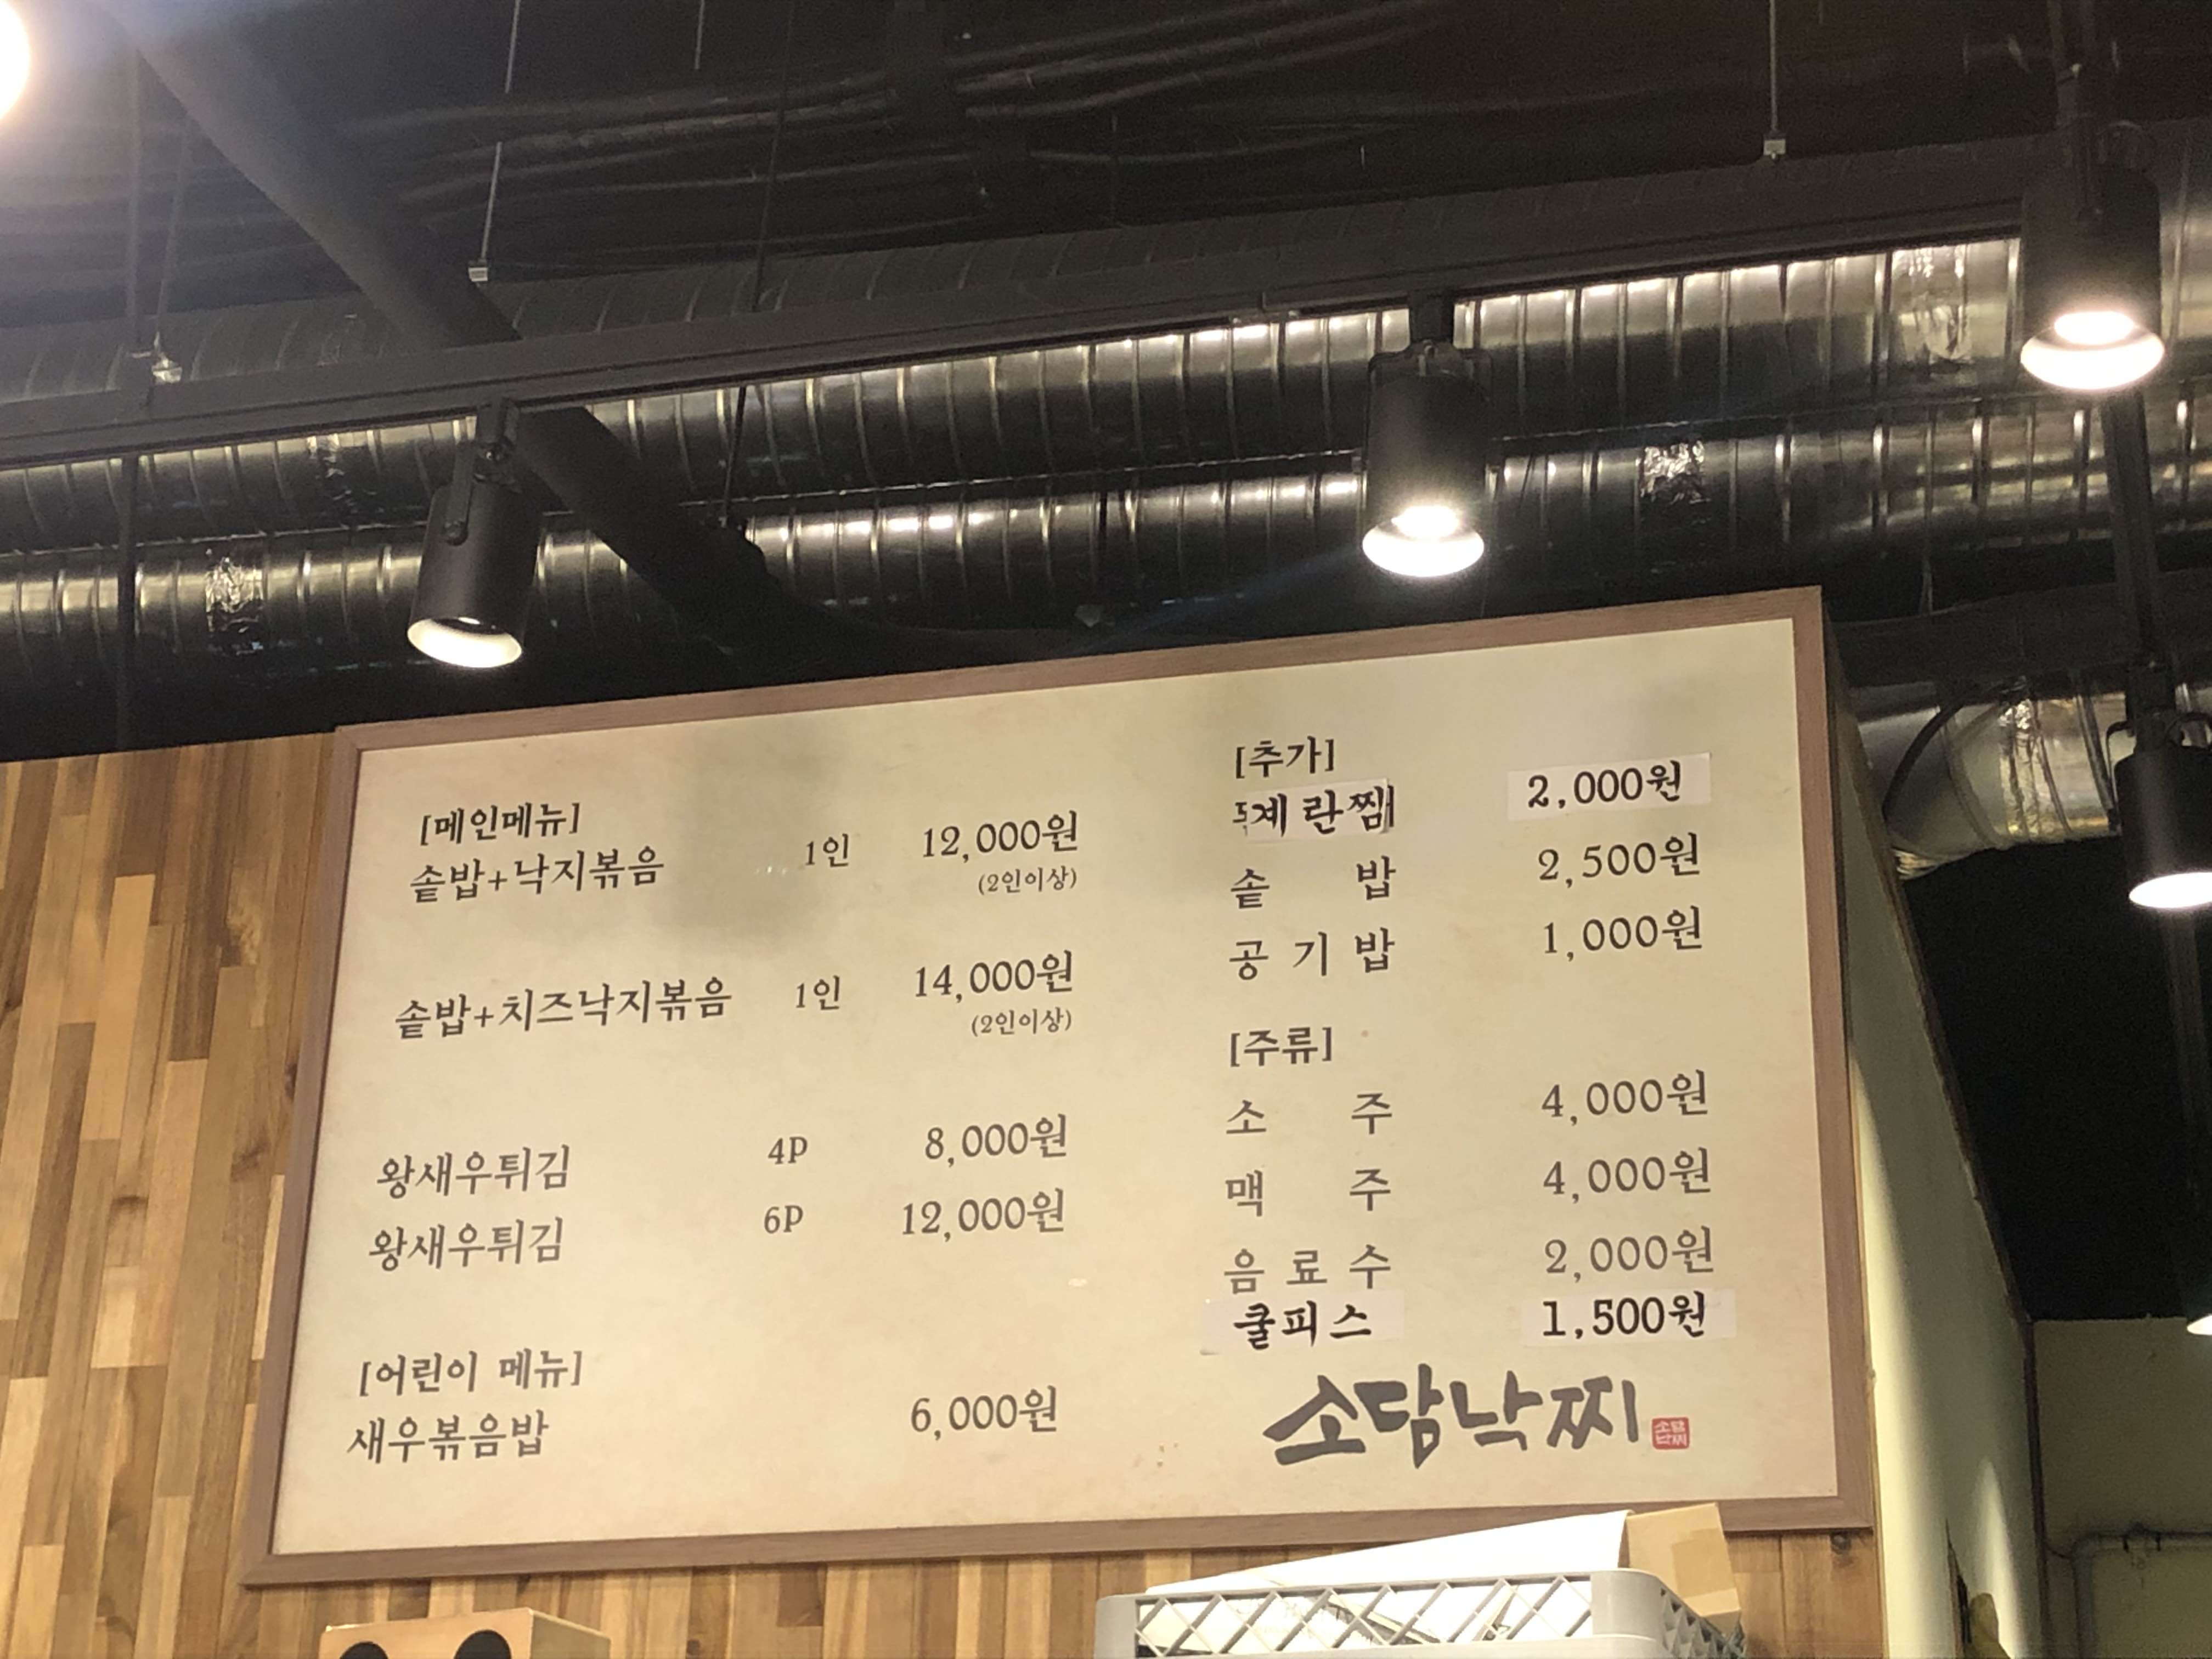 [메인메뉴]
솥밥+낙지볶음 1인 12,000원
(2인이상)
솥밥+치즈낙지볶음 1인 14,000원
(2인이상)
왕새우튀김 4P 8,000원
왕새우튀김 6P 12,000원
[어린이 메뉴]
새우볶음밥 6,000원
[추가]
계란찜 2,000원
솥밥 2,500원
공기밥 1,000원
[주류]
소주 4,000원
맥주 4,000원
음료수 2,000원
쿨피스 1,500원
소담낙찌
소담
낙찌